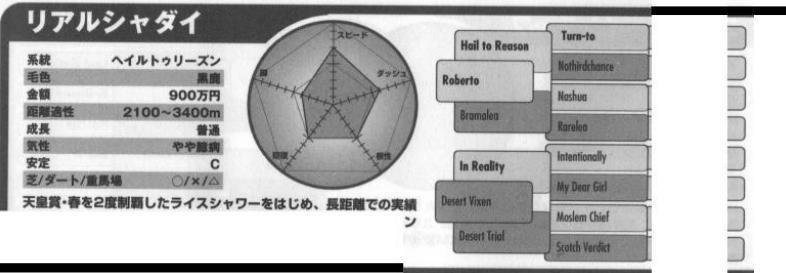 リアルシャダイ
系統 ヘイルトゥリーズン
毛色 黒鹿
金額 900万円
距離適性 2100〜3400m
成長 普通
気性 やや臆病
安定 C
芝/ダート/重馬場 ○/×/△
天皇賞・春を2度制覇したライスシャワーをはじめ、長距離での実績
ン
スピード
ダッシュ
根性
Roberto
Hail to Reason
Turn-to
Nothirdchance
Bramalea
Nashua
Rarelea
Desert Vixen
In Reality
Intentionally
My Dear Girl
Desert Trial
Moslem Chief
Scotch Verdict